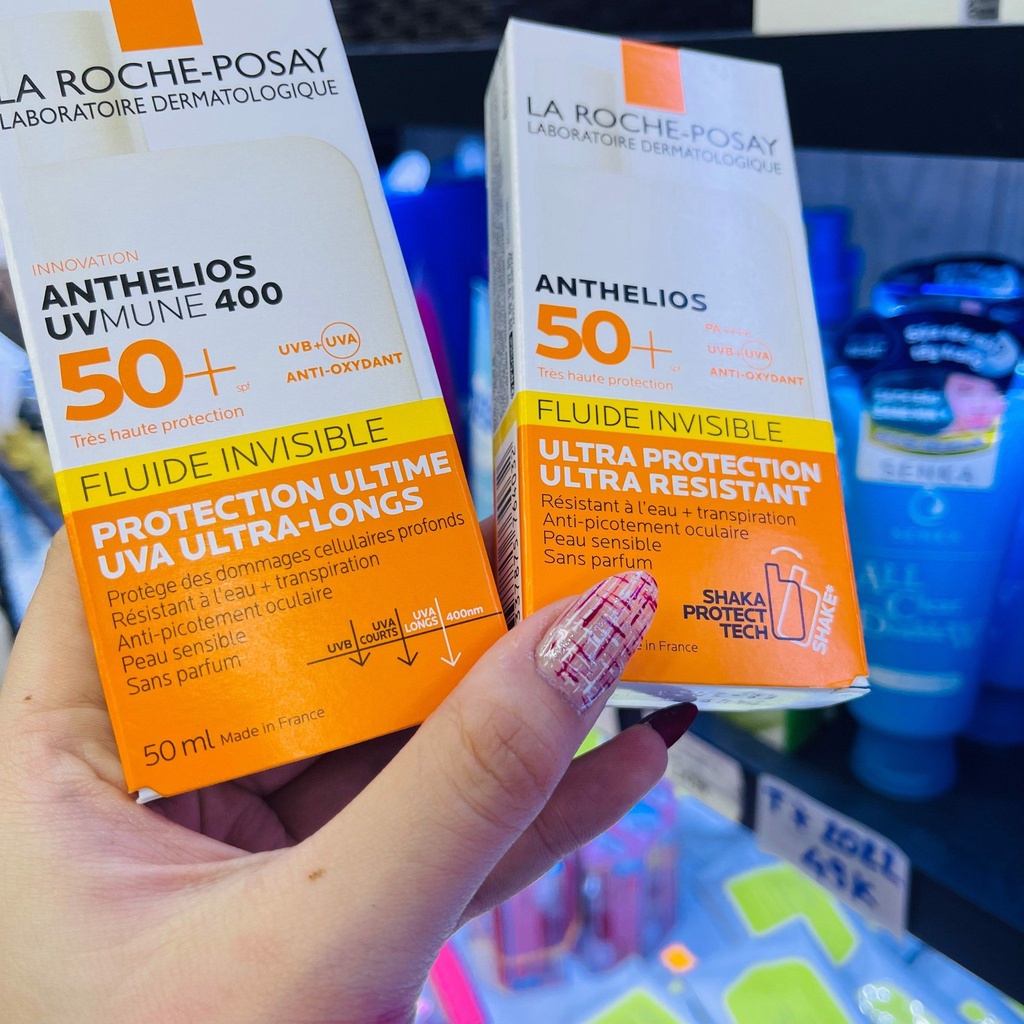 LA ROCHE-POSAY
LABORATOIRE DERMATOLOGIQUE
INNOVATION
ANTHELIOS
UVMUNE 400
50+
spf
UVB+UVA
ANTI-OXYDANT
Très haute protection
FLUIDE INVISIBLE
PROTECTION ULTIME
UVA ULTRA-LONGS
Protège des dommages cellulaires profonds
Résistant à l'eau + transpiration
Anti-picotement oculaire
Peau sensible
Sans parfum
UVB
UVA COURTS
UVA LONGS
400nm
50 ml Made in France
LA ROCHE-POSAY
LABORATOIRE DERMATOLOGIQUE
ANTHELIOS
50+
PA++++
UVB+UVA
ANTI-OXYDANT
Très haute protection
FLUIDE INVISIBLE
ULTRA PROTECTION
ULTRA RESISTANT
Résistant à l'eau + transpiration
Anti-picotement oculaire
Peau sensible
Sans parfum
SHAKA
PROTECT
TECH
SHAKE+
in France
SENKA
49K